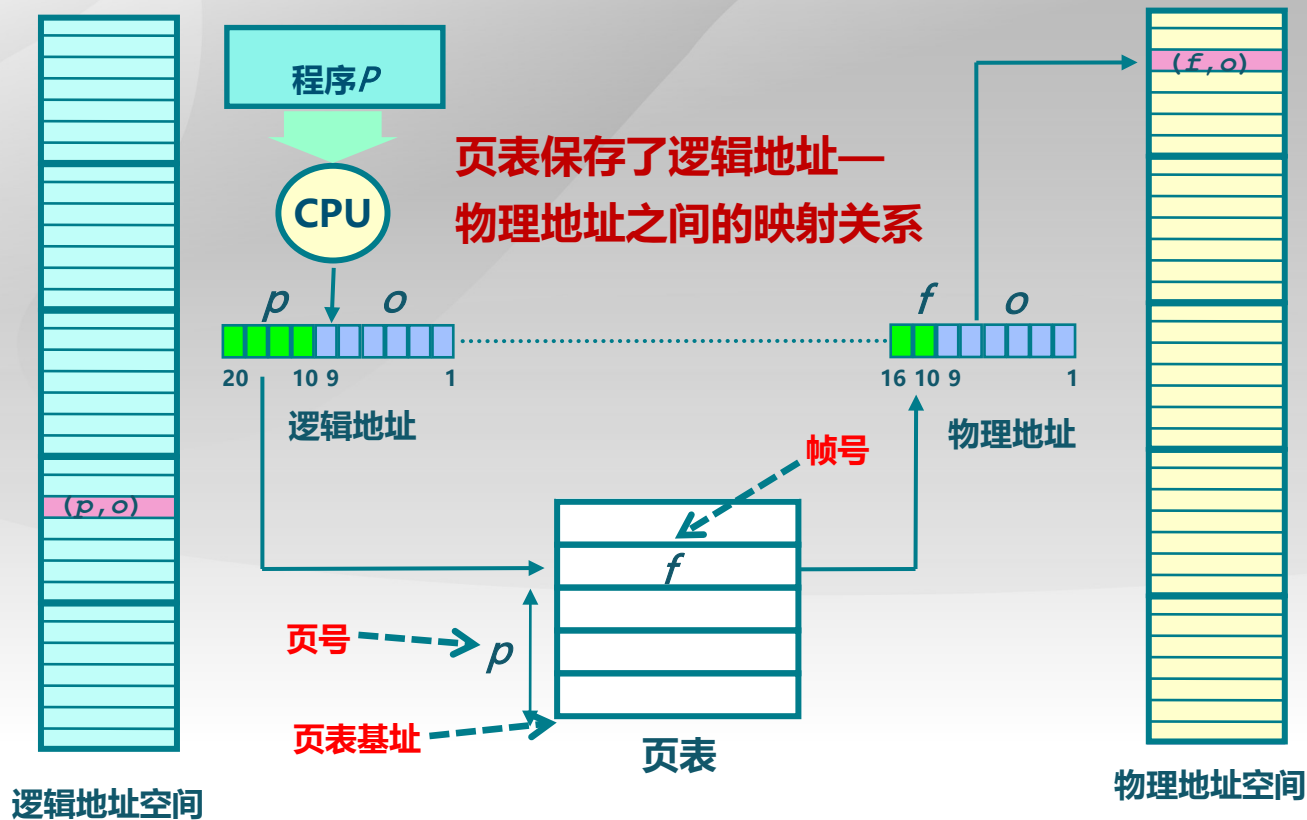 程序P
(f,o)
页表保存了逻辑地址—
物理地址之间的映射关系
CPU
p o
f o
20 10 9 1
16 10 9 1
逻辑地址
物理地址
帧号
(p,o)
f
页号
p
页表基址
页表
逻辑地址空间
物理地址空间